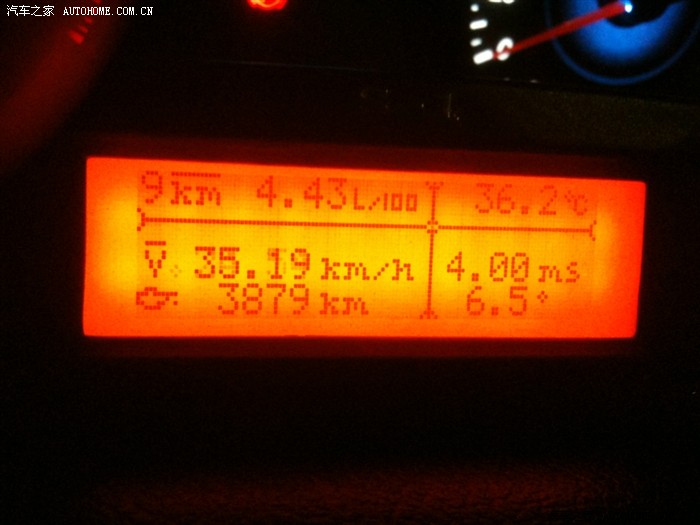 汽车之家 AUTOHOME.COM.CN
0
9 km 4.43 L/100 36.2 °C
V 35.19 km/h 4.00 ms
3879 km 6.5°